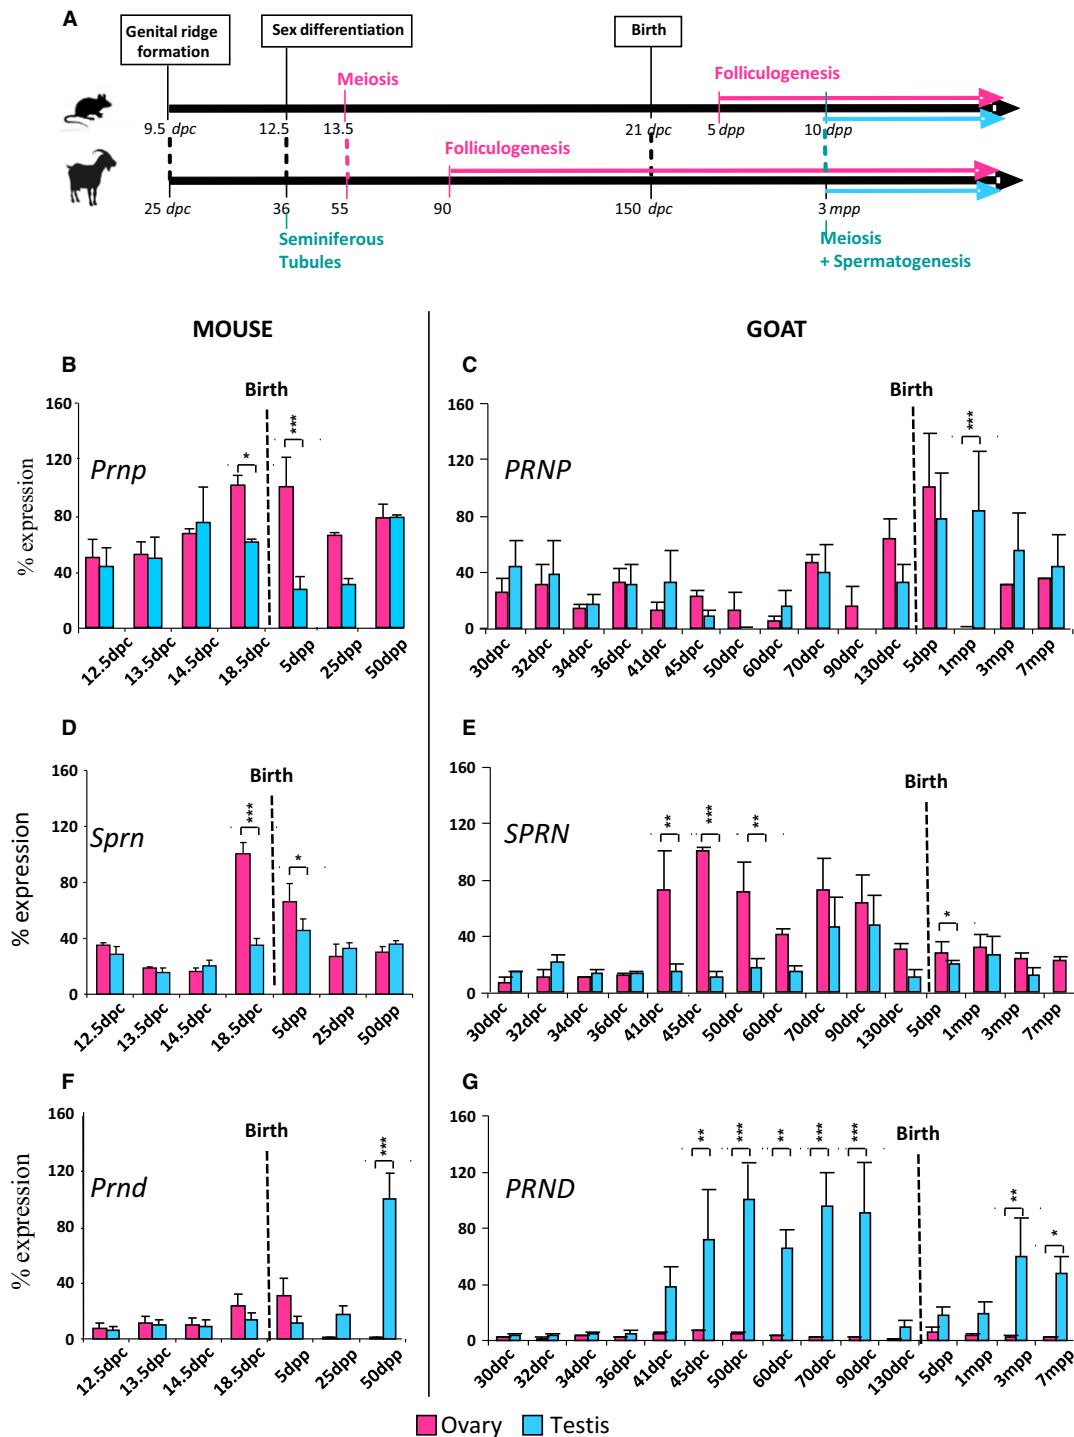 A
Genital ridge
formation
Sex differentiation
Birth
Meiosis
Folliculogenesis
9.5 dpc
12.5
13.5
21 dpc
5 dpp
10 dpp
Folliculogenesis
25 dpc
36
55
90
150 dpc
3 mpp
Seminiferous
Tubules
Meiosis
+ Spermatogenesis
MOUSE
GOAT
B
Birth
% expression
160
120
80
40
0
Prnp
*
***
12.5dpc
13.5dpc
14.5dpc
18.5dpc
5dpp
25dpp
50dpp
C
Birth
160
120
80
40
0
PRNP
***
30dpc
32dpc
34dpc
36dpc
41dpc
45dpc
50dpc
60dpc
70dpc
90dpc
130dpc
5dpp
1mpp
3mpp
7mpp
D
Birth
% expression
160
120
80
40
0
Sprn
***
*
12.5dpc
13.5dpc
14.5dpc
18.5dpc
5dpp
25dpp
50dpp
E
Birth
160
120
80
40
0
SPRN
**
***
**
*
30dpc
32dpc
34dpc
36dpc
41dpc
45dpc
50dpc
60dpc
70dpc
90dpc
130dpc
5dpp
1mpp
3mpp
7mpp
F
Birth
% expression
160
120
80
40
0
Prnd
***
12.5dpc
13.5dpc
14.5dpc
18.5dpc
5dpp
25dpp
50dpp
G
Birth
160
120
80
40
0
PRND
**
***
**
***
***
**
*
30dpc
32dpc
34dpc
36dpc
41dpc
45dpc
50dpc
60dpc
70dpc
90dpc
130dpc
5dpp
1mpp
3mpp
7mpp
Ovary
Testis